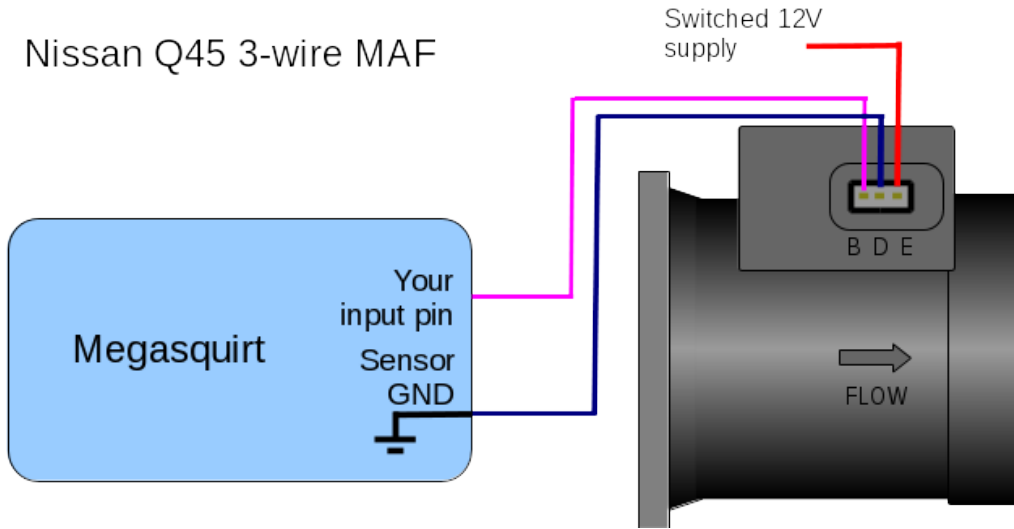 Nissan Q45 3-wire MAF
Switched 12V
supply
B D E
Your
input pin
Megasquirt
Sensor
GND
FLOW